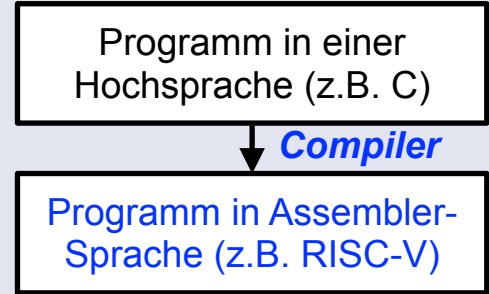 Programm in einer
Hochsprache (z.B. C)
Compiler
Programm in Assembler-
Sprache (z.B. RISC-V)